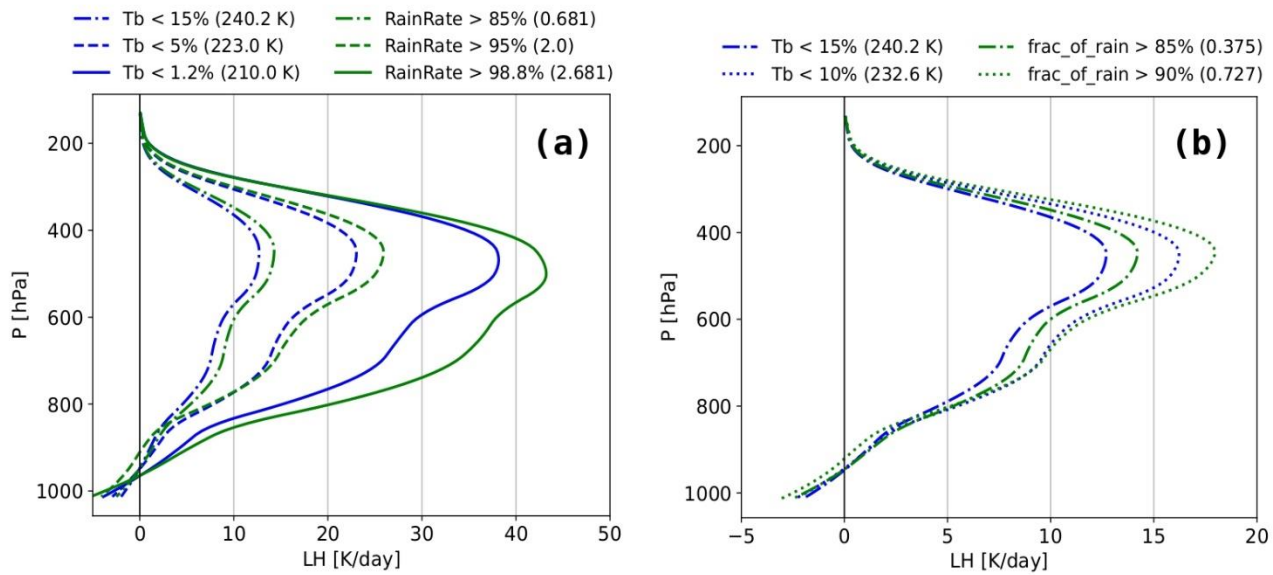 Tb < 15% (240.2 K) RainRate > 85% (0.681)
Tb < 5% (223.0 K) RainRate > 95% (2.0)
Tb < 1.2% (210.0 K) RainRate > 98.8% (2.681)
(a)
200
400
600
800
1000
P [hPa]
0 10 20 30 40 50
LH [K/day]
Tb < 15% (240.2 K) frac_of_rain > 85% (0.375)
Tb < 10% (232.6 K) frac_of_rain > 90% (0.727)
(b)
200
400
600
800
1000
P [hPa]
−5 0 5 10 15 20
LH [K/day]